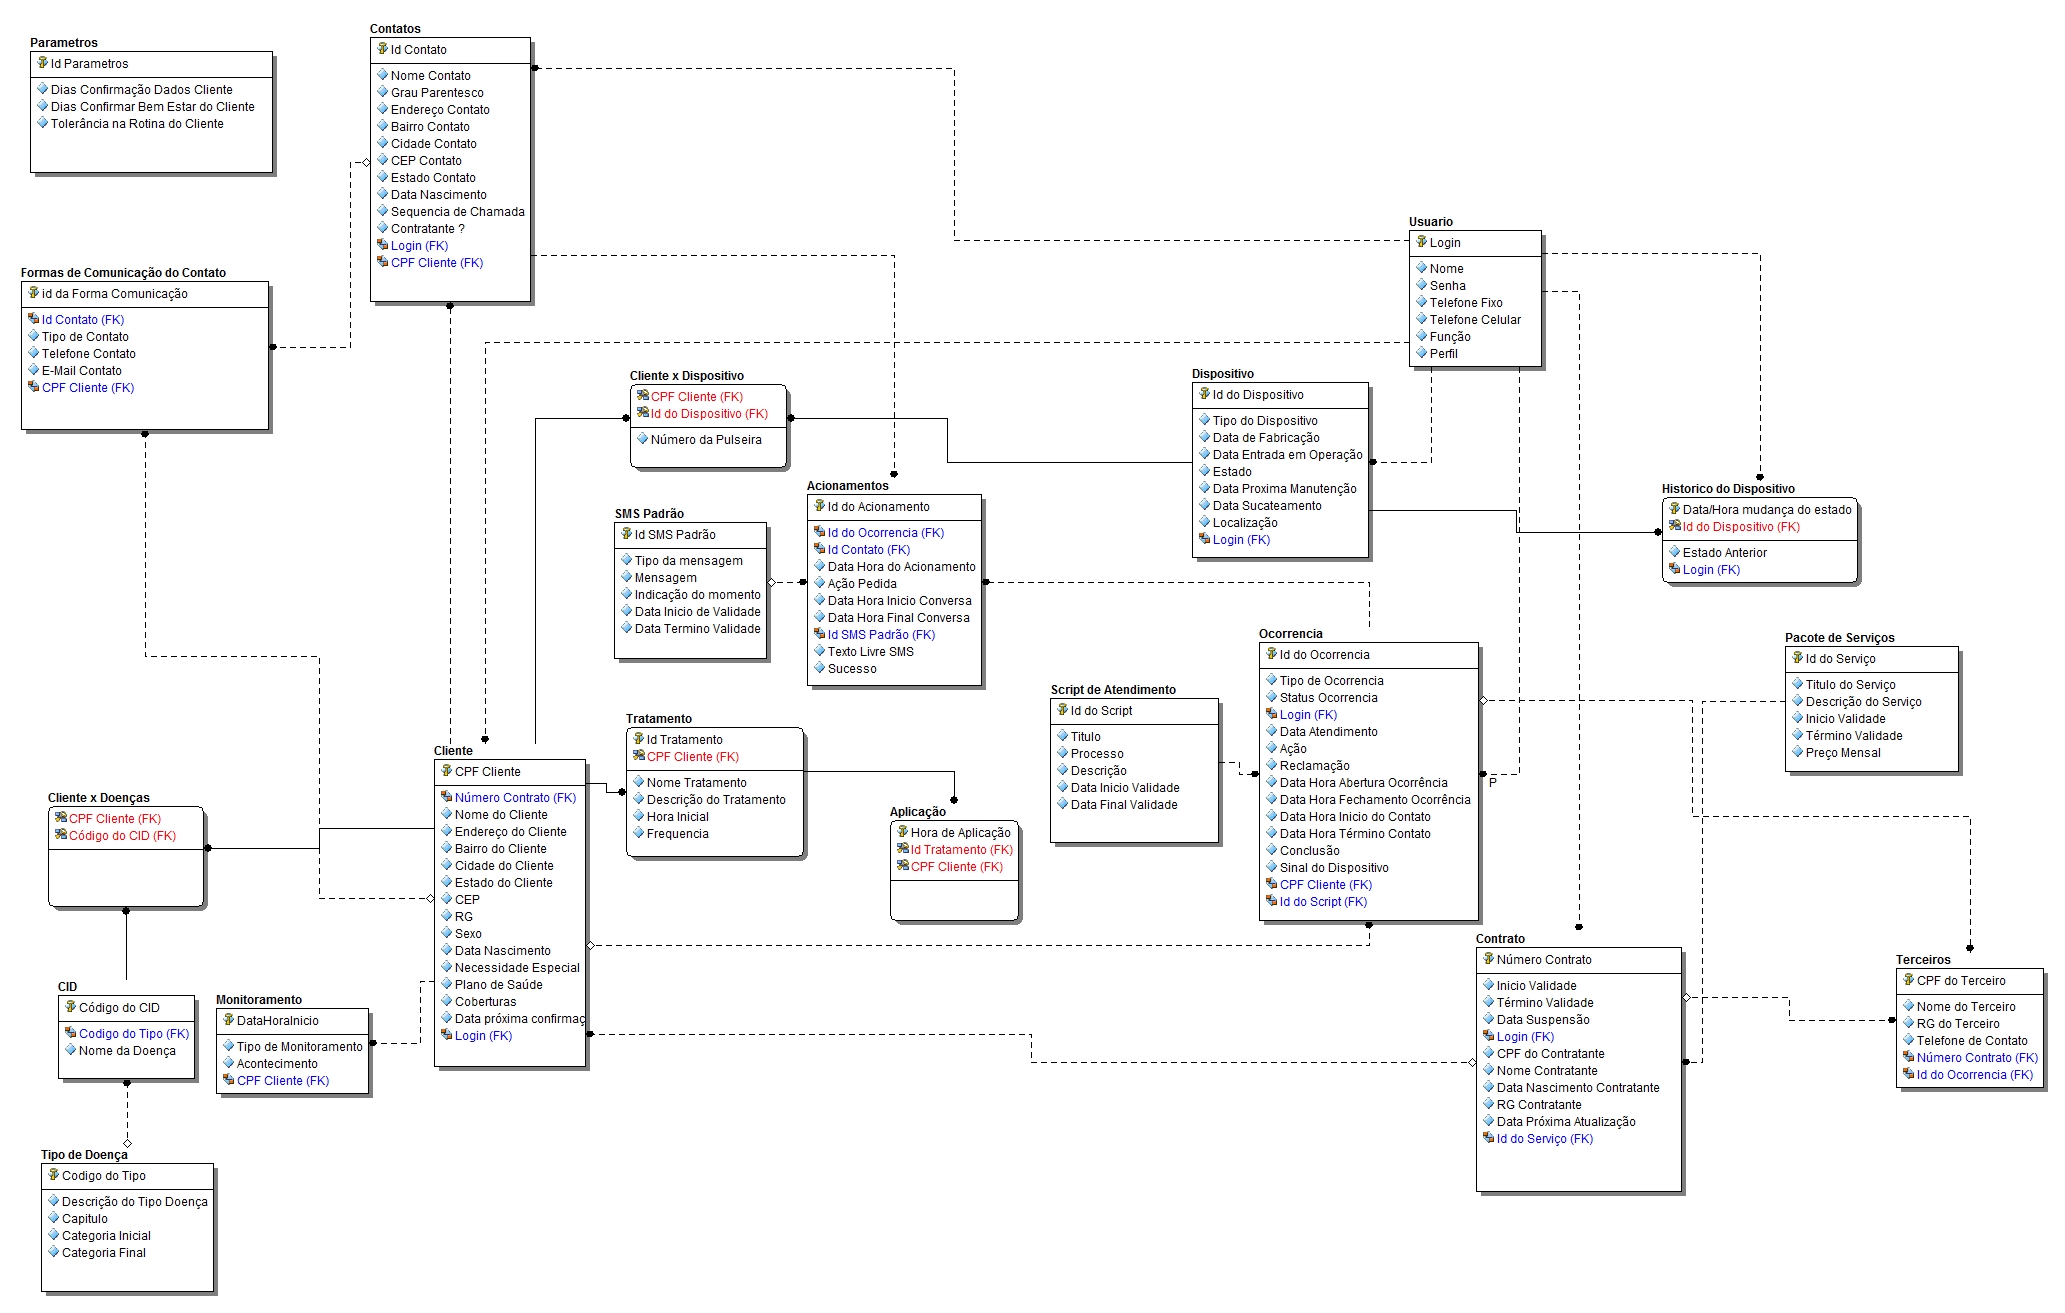 Parametros
Id Parametros
Dias Confirmação Dados Cliente
Dias Confirmar Bem Estar do Cliente
Tolerância na Rotina do Cliente
Contatos
Id Contato
Nome Contato
Grau Parentesco
Endereço Contato
Bairro Contato
Cidade Contato
CEP Contato
Estado Contato
Data Nascimento
Sequencia de Chamada
Contratante ?
Login (FK)
CPF Cliente (FK)
Usuario
Login
Nome
Senha
Telefone Fixo
Telefone Celular
Função
Perfil
Formas de Comunicação do Contato
id da Forma Comunicação
Id Contato (FK)
Tipo de Contato
Telefone Contato
E-Mail Contato
CPF Cliente (FK)
Cliente x Dispositivo
CPF Cliente (FK)
Id do Dispositivo (FK)
Número da Pulseira
Dispositivo
Id do Dispositivo
Tipo do Dispositivo
Data de Fabricação
Data Entrada em Operação
Estado
Data Proxima Manutenção
Data Sucateamento
Localização
Login (FK)
Historico do Dispositivo
Data/Hora mudança do estado
Id do Dispositivo (FK)
Estado Anterior
Login (FK)
Acionamentos
Id do Acionamento
Id do Ocorrencia (FK)
Id Contato (FK)
Data Hora do Acionamento
Ação Pedida
Data Hora Inicio Conversa
Data Hora Final Conversa
Id SMS Padrão (FK)
Texto Livre SMS
Sucesso
SMS Padrão
Id SMS Padrão
Tipo da mensagem
Mensagem
Indicação do momento
Data Inicio de Validade
Data Termino Validade
Ocorrencia
Id do Ocorrencia
Tipo de Ocorrencia
Status Ocorrencia
Login (FK)
Data Atendimento
Ação
Reclamação
Data Hora Abertura Ocorrência
Data Hora Fechamento Ocorrência
Data Hora Inicio do Contato
Data Hora Término Contato
Conclusão
Sinal do Dispositivo
CPF Cliente (FK)
Id do Script (FK)
P
Pacote de Serviços
Id do Serviço
Titulo do Serviço
Descrição do Serviço
Inicio Validade
Término Validade
Preço Mensal
Script de Atendimento
Id do Script
Titulo
Processo
Descrição
Data Inicio Validade
Data Final Validade
Tratamento
Id Tratamento
CPF Cliente (FK)
Nome Tratamento
Descrição do Tratamento
Hora Inicial
Frequencia
Cliente
CPF Cliente
Número Contrato (FK)
Nome do Cliente
Endereço do Cliente
Bairro do Cliente
Cidade do Cliente
Estado do Cliente
CEP
RG
Sexo
Data Nascimento
Necessidade Especial
Plano de Saúde
Coberturas
Data próxima confirmaç
Login (FK)
Cliente x Doenças
CPF Cliente (FK)
Código do CID (FK)
Aplicação
Hora de Aplicação
Id Tratamento (FK)
CPF Cliente (FK)
Contrato
Número Contrato
Inicio Validade
Término Validade
Data Suspensão
Login (FK)
CPF do Contratante
Nome Contratante
Data Nascimento Contratante
RG Contratante
Data Próxima Atualização
Id do Serviço (FK)
Terceiros
CPF do Terceiro
Nome do Terceiro
RG do Terceiro
Telefone de Contato
Número Contrato (FK)
Id do Ocorrencia (FK)
CID
Código do CID
Codigo do Tipo (FK)
Nome da Doença
Monitoramento
DataHoraInicio
Tipo de Monitoramento
Acontecimento
CPF Cliente (FK)
Tipo de Doença
Codigo do Tipo
Descrição do Tipo Doença
Capitulo
Categoria Inicial
Categoria Final